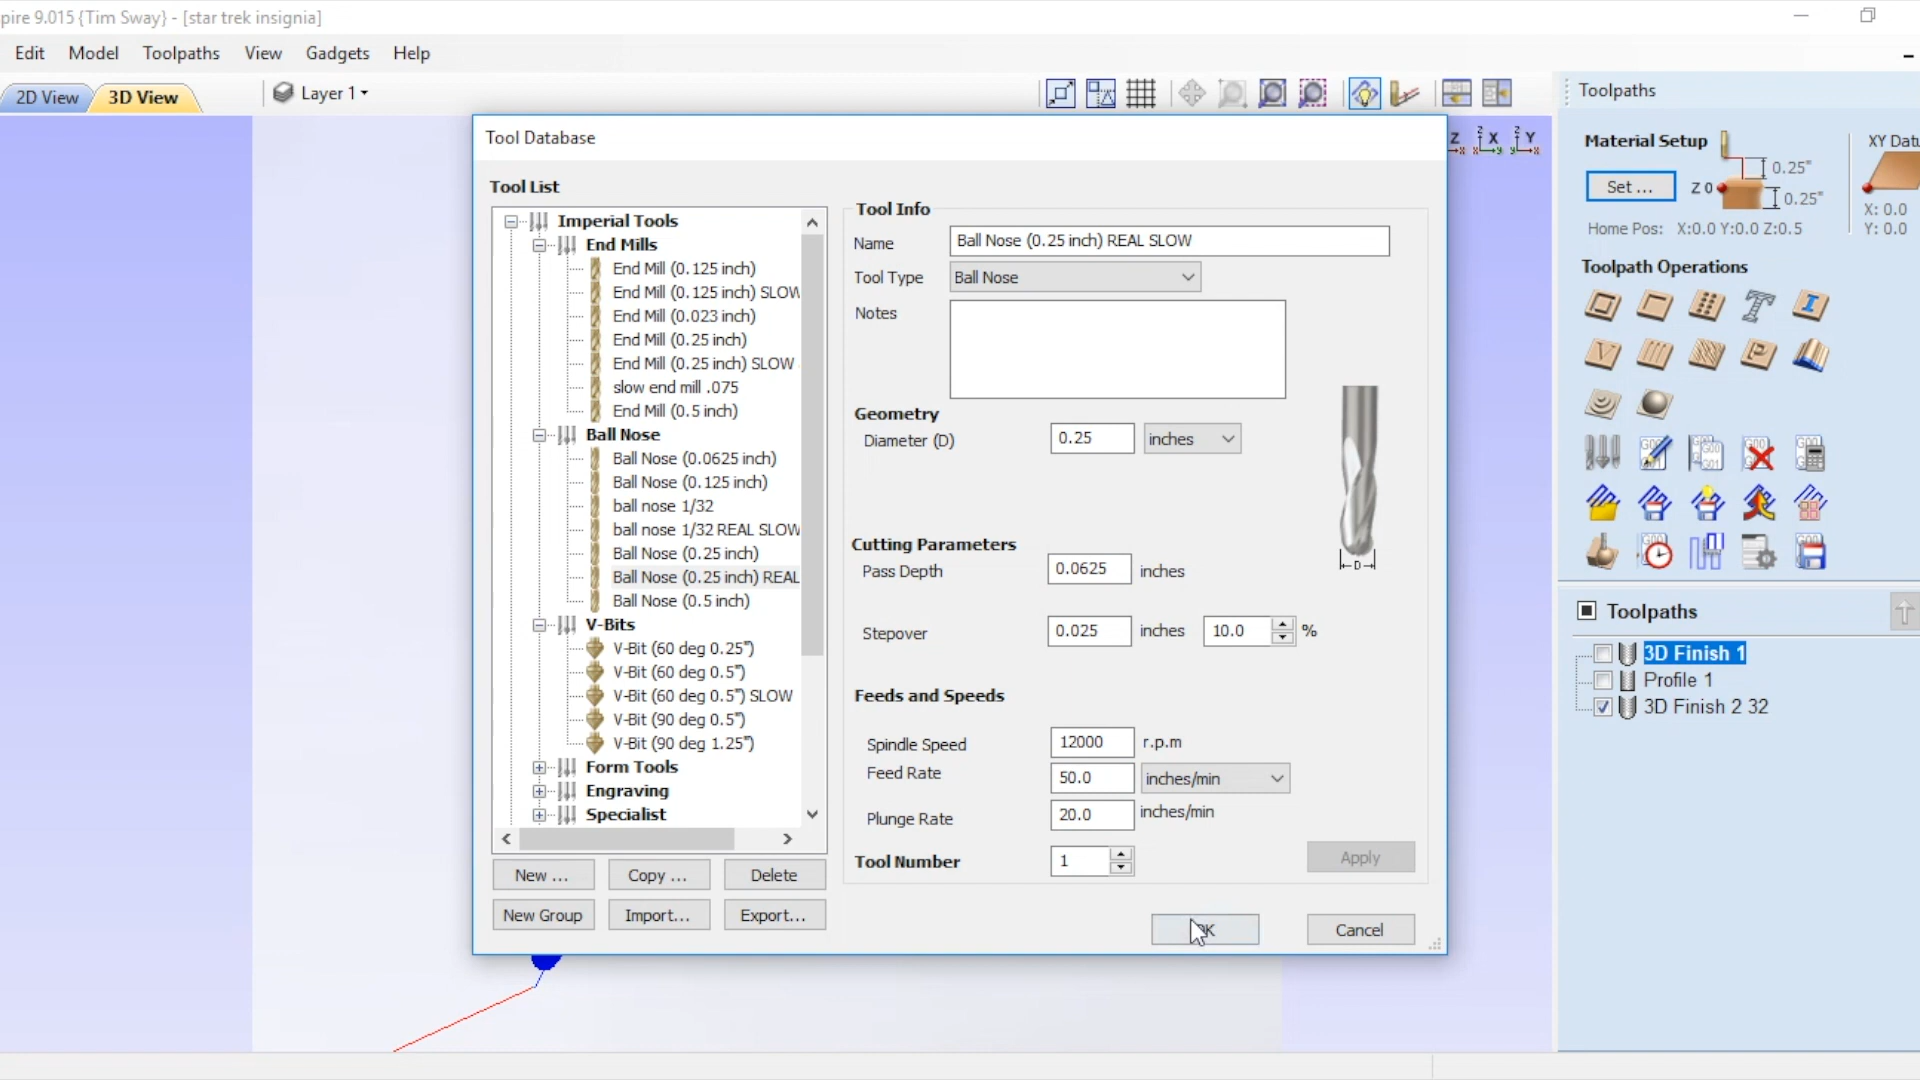 pire 9.015 {Tim Sway} - [star trek insignia]
Edit Model Toolpaths View Gadgets Help
2D View 3D View Layer 1
Toolpaths
Tool Database
Z X Z Y
Material Setup XY Datu
0.25"
Set ... Z 0 0.25"
X: 0.0
Home Pos: X:0.0 Y:0.0 Z:0.5 Y: 0.0
Toolpath Operations
Tool List
Imperial Tools
End Mills
End Mill (0.125 inch)
End Mill (0.125 inch) SLOW
End Mill (0.023 inch)
End Mill (0.25 inch)
End Mill (0.25 inch) SLOW
slow end mill .075
End Mill (0.5 inch)
Ball Nose
Ball Nose (0.0625 inch)
Ball Nose (0.125 inch)
ball nose 1/32
ball nose 1/32 REAL SLOW
Ball Nose (0.25 inch)
Ball Nose (0.25 inch) REAL
Ball Nose (0.5 inch)
V-Bits
V-Bit (60 deg 0.25")
V-Bit (60 deg 0.5")
V-Bit (60 deg 0.5") SLOW
V-Bit (90 deg 0.5")
V-Bit (90 deg 1.25")
Form Tools
Engraving
Specialist
New ... Copy ... Delete
New Group Import... Export...
Tool Info
Name Ball Nose (0.25 inch) REAL SLOW
Tool Type Ball Nose
Notes
Geometry
Diameter (D) 0.25 inches
D
Cutting Parameters
Pass Depth 0.0625 inches
Stepover 0.025 inches 10.0 %
Feeds and Speeds
Spindle Speed 12000 r.p.m
Feed Rate 50.0 inches/min
Plunge Rate 20.0 inches/min
Tool Number 1 Apply
OK Cancel
Toolpaths
3D Finish 1
Profile 1
3D Finish 2 32